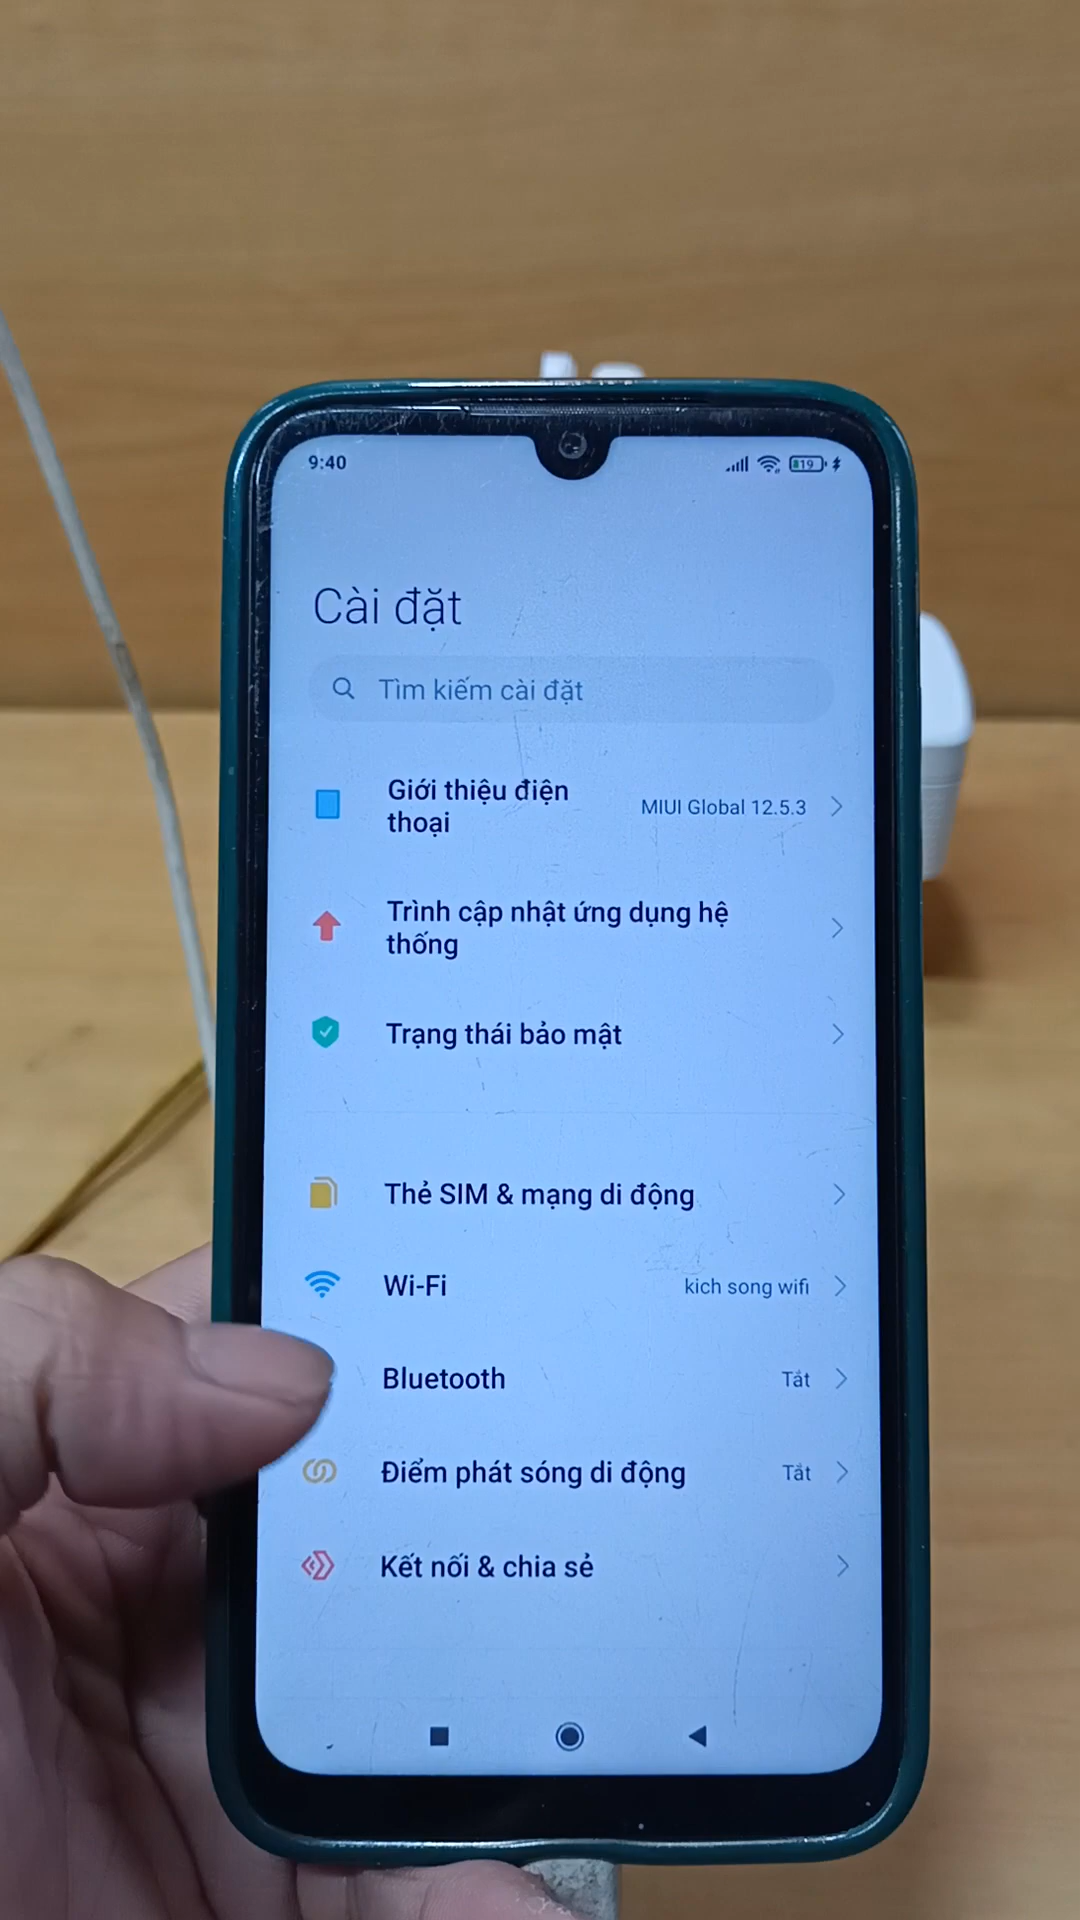 9:40
19
Cài đặt
Tìm kiếm cài đặt
Giới thiệu điện
thoại
MIUI Global 12.5.3
Trình cập nhật ứng dụng hệ
thống
Trạng thái bảo mật
Thẻ SIM & mạng di động
Wi-Fi
kich song wifi
Bluetooth
Tắt
Điểm phát sóng di động
Tắt
Kết nối & chia sẻ